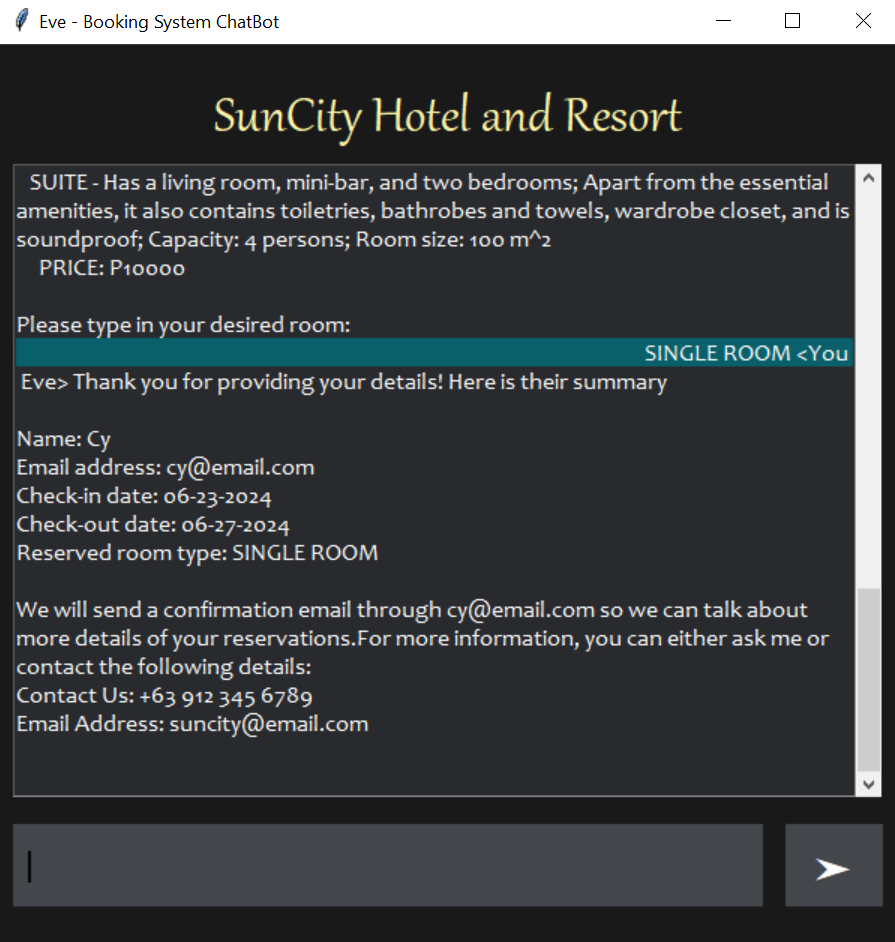 Eve - Booking System ChatBot
SunCity Hotel and Resort
SUITE - Has a living room, mini-bar, and two bedrooms; Apart from the essential
amenities, it also contains toiletries, bathrobes and towels, wardrobe closet, and is
soundproof; Capacity: 4 persons; Room size: 100 m^2
PRICE: P10000
Please type in your desired room:
SINGLE ROOM <You
Eve> Thank you for providing your details! Here is their summary
Name: Cy
Email address: cy@email.com
Check-in date: 06-23-2024
Check-out date: 06-27-2024
Reserved room type: SINGLE ROOM
We will send a confirmation email through cy@email.com so we can talk about
more details of your reservations.For more information, you can either ask me or
contact the following details:
Contact Us: +63 912 345 6789
Email Address: suncity@email.com